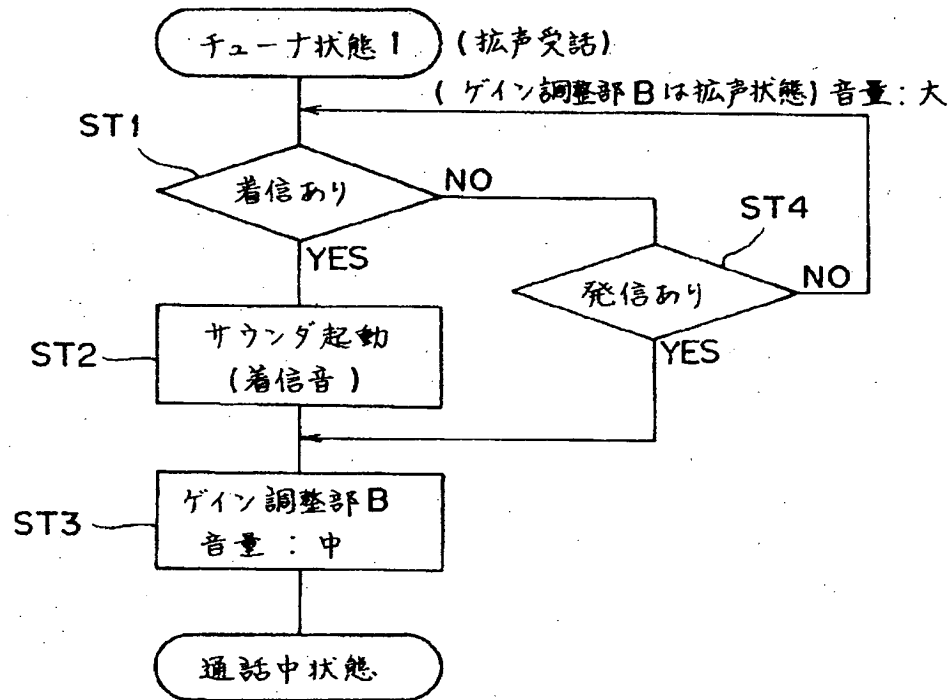 チューナ状態1
(拡声受話)
(ゲイン調整部Bは拡声状態) 音量:大
ST1
着信あり
NO
YES
ST4
発信あり
NO
YES
ST2
サウンダ起動
(着信音)
ST3
ゲイン調整部B
音量:中
通話中状態